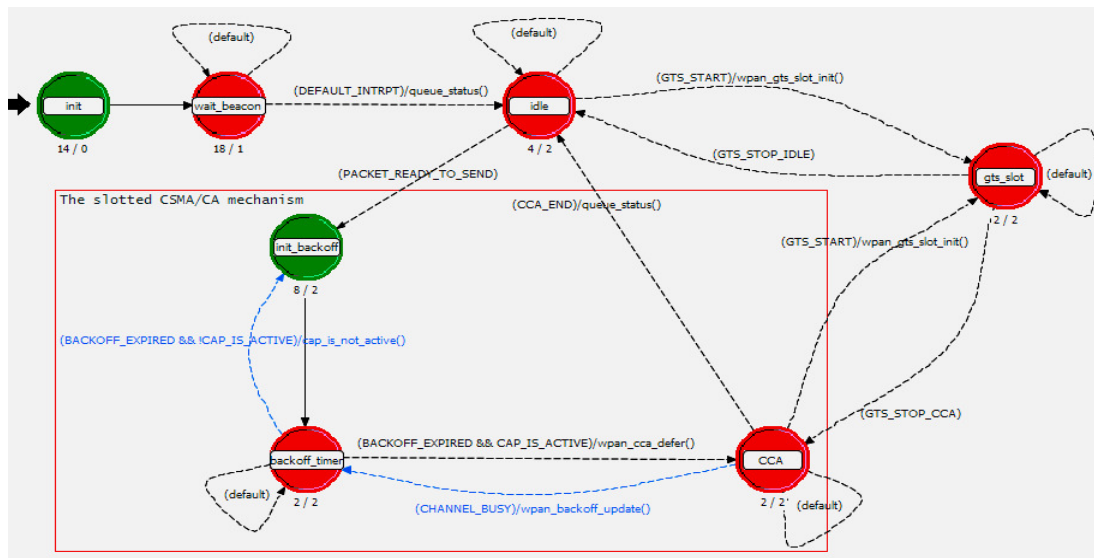 (default)
(default)
(DEFAULT_INTRPT)/queue_status()
(GTS_START)/wpan_gts_slot_init()
init
wait_beacon
idle
14 / 0
18 / 1
4 / 2
(GTS_STOP_IDLE)
(PACKET_READY_TO_SEND)
gts_slot
(default)
The slotted CSMA/CA mechanism
(CCA_END)/queue_status()
2 / 2
init_backoff
(GTS_START)/wpan_gts_slot_init()
8 / 2
(BACKOFF_EXPIRED && !CAP_IS_ACTIVE)/cap_is_not_active()
(GTS_STOP_CCA)
(BACKOFF_EXPIRED && CAP_IS_ACTIVE)/wpan_cca_defer()
backoff_timer
CCA
(default)
2 / 2
2 / 2
(default)
(CHANNEL_BUSY)/wpan_backoff_update()